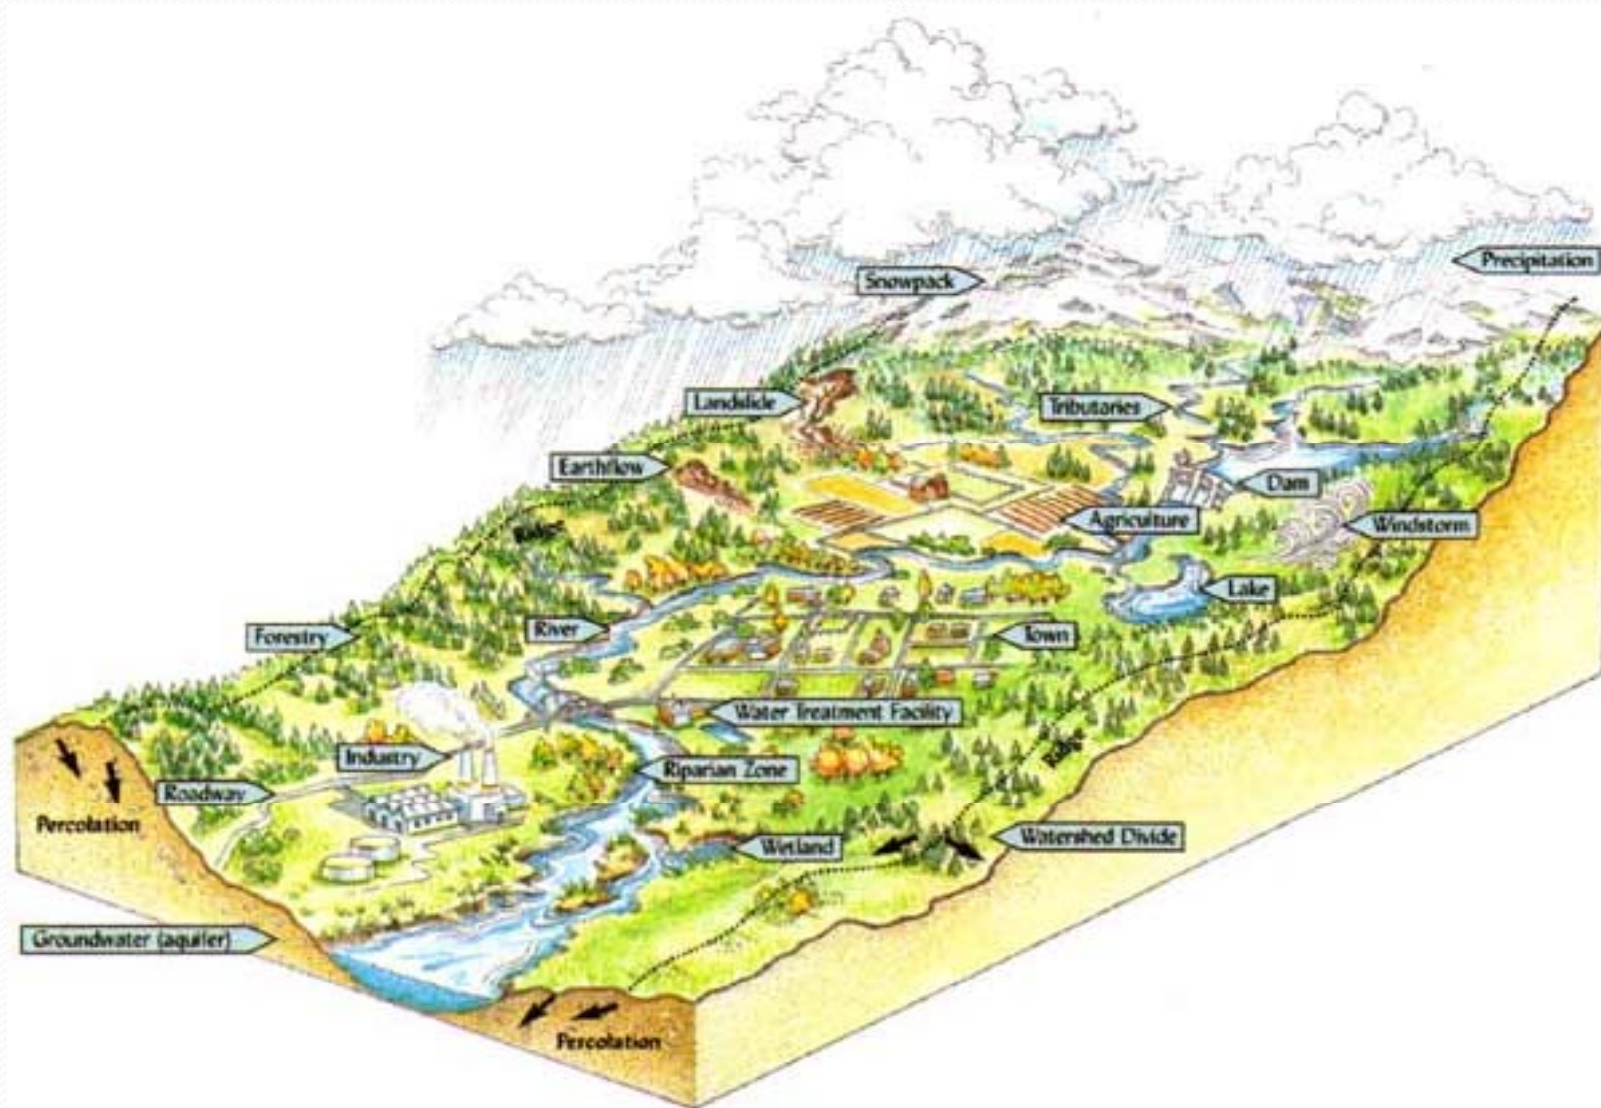 Snowpack
Precipitation
Landslide
Tributaries
Earthflow
Dam
Agriculture
Windstorm
Ridge
Lake
Forestry
River
Town
Water Treatment Facility
Industry
Riparian Zone
Ridge
Roadway
Percolation
Watershed Divide
Wetland
Groundwater (aquifer)
Percolation